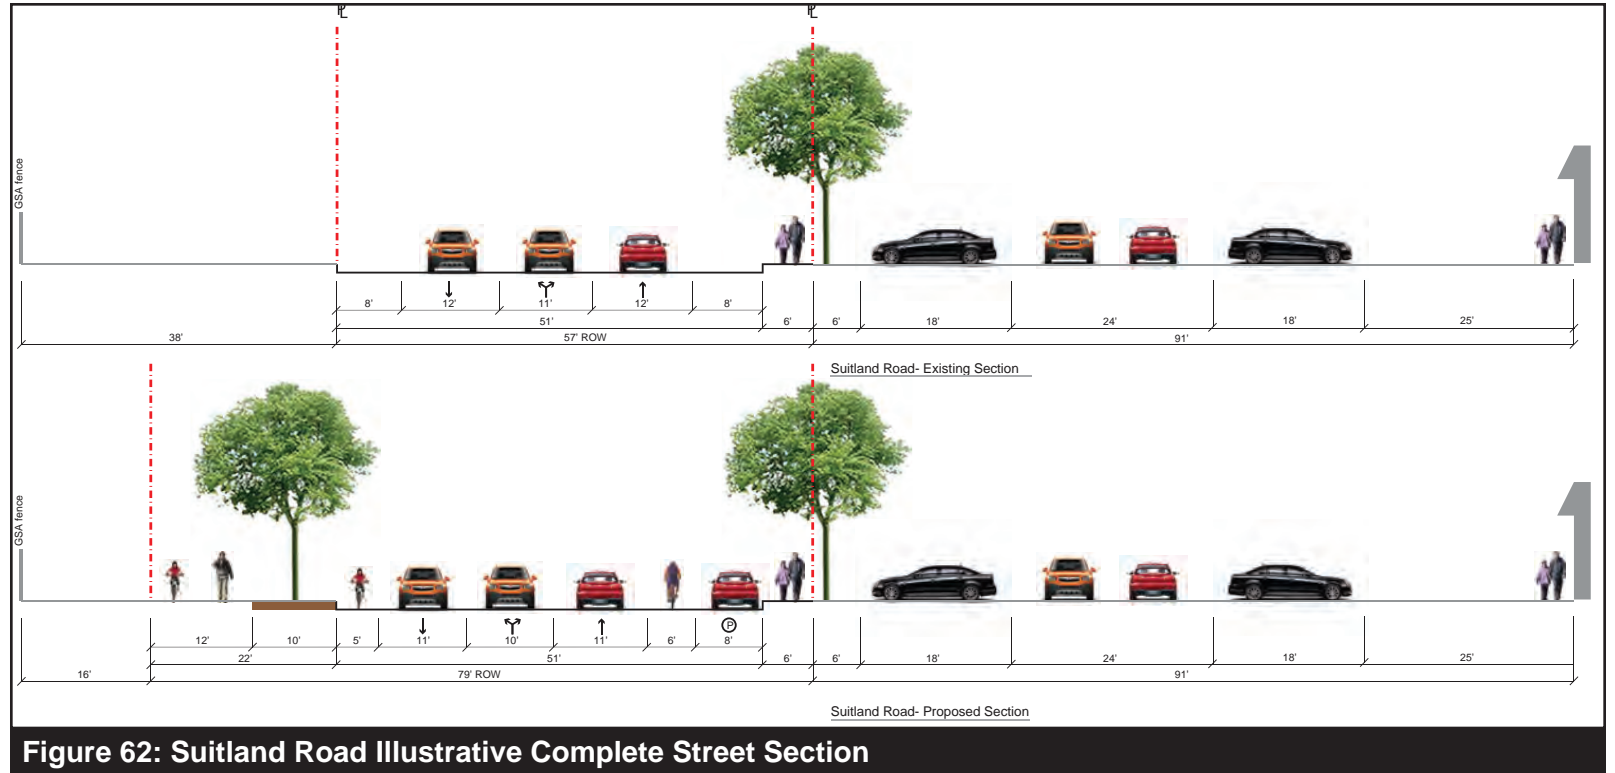 PL PL
GSA fence
8' 12' 11' 12' 8'
51' 6' 6' 18' 24' 18' 25'
38' 57' ROW 91'
Suitland Road- Existing Section
GSA fence
P
12' 10' 5' 11' 10' 11' 6' 8'
22' 51' 6' 6' 18' 24' 18' 25'
16' 79' ROW 91'
Suitland Road- Proposed Section
Figure 62: Suitland Road Illustrative Complete Street Section